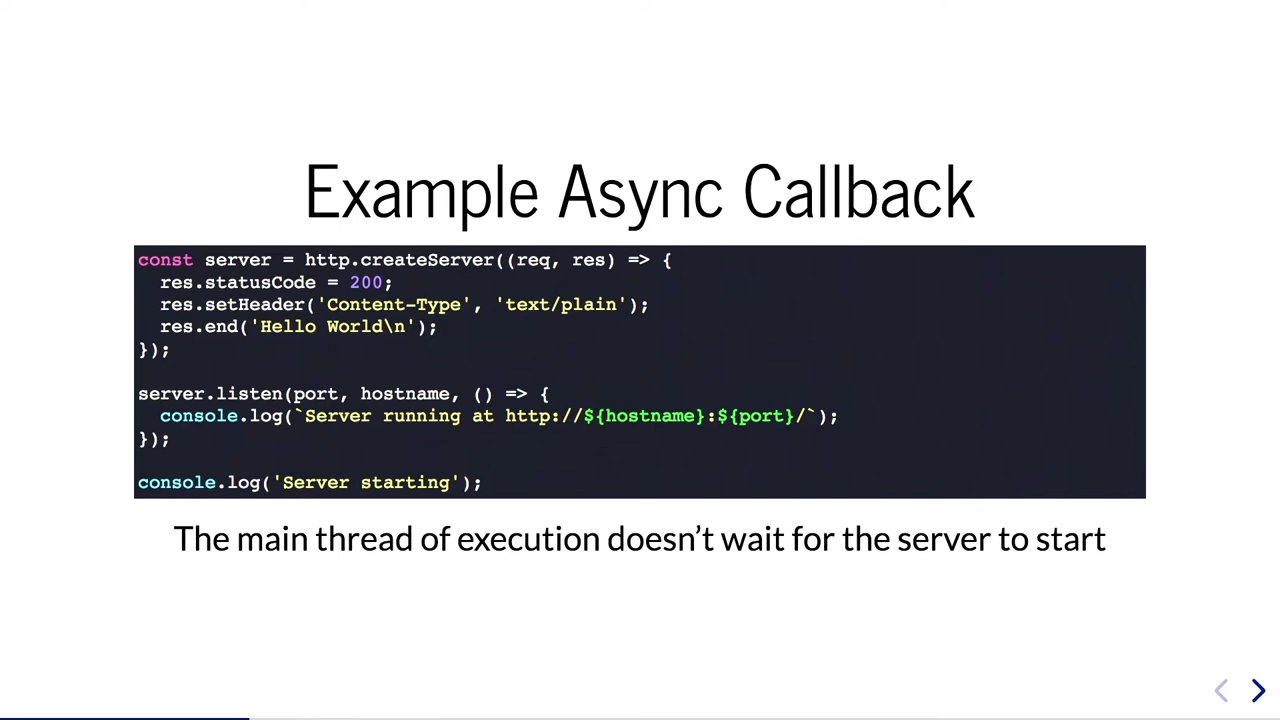 Example Async Callback
const server = http.createServer((req, res) => {
  res.statusCode = 200;
  res.setHeader('Content-Type', 'text/plain');
  res.end('Hello World\n');
});

server.listen(port, hostname, () => {
  console.log(`Server running at http://${hostname}:${port}/`);
});

console.log('Server starting');
The main thread of execution doesn’t wait for the server to start